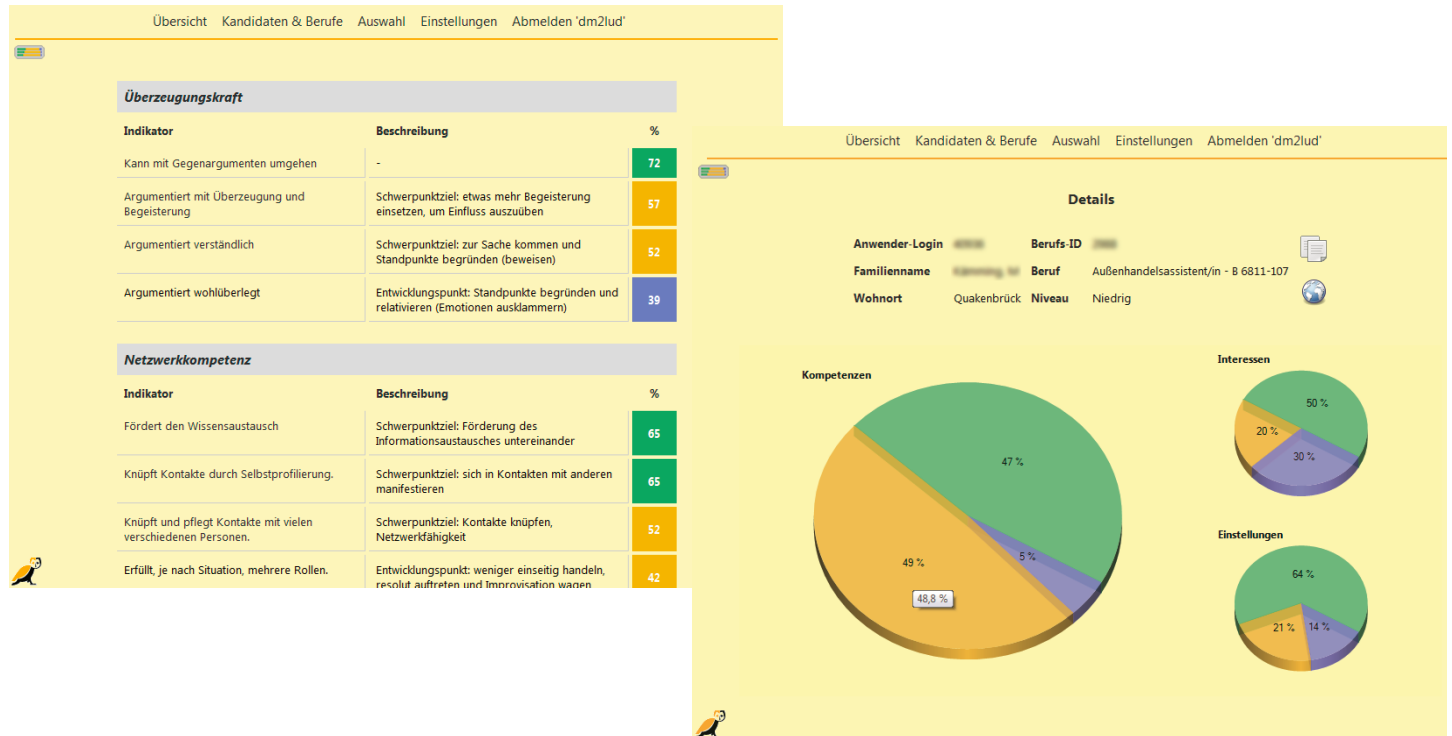 Übersicht Kandidaten & Berufe Auswahl Einstellungen Abmelden 'dm2lud'
Überzeugungskraft
Indikator Beschreibung %
Kann mit Gegenargumenten umgehen - 72
Argumentiert mit Überzeugung und
Begeisterung
Schwerpunktziel: etwas mehr Begeisterung
einsetzen, um Einfluss auszuüben
57
Argumentiert verständlich
Schwerpunktziel: zur Sache kommen und
Standpunkte begründen (beweisen)
52
Argumentiert wohlüberlegt
Entwicklungspunkt: Standpunkte begründen und
relativieren (Emotionen ausklammern)
39
Netzwerkkompetenz
Indikator Beschreibung %
Fördert den Wissensaustausch
Schwerpunktziel: Förderung des
Informationsaustausches untereinander
65
Knüpft Kontakte durch Selbstprofilierung.
Schwerpunktziel: sich in Kontakten mit anderen
manifestieren
65
Knüpft und pflegt Kontakte mit vielen
verschiedenen Personen.
Schwerpunktziel: Kontakte knüpfen,
Netzwerkfähigkeit
52
Erfüllt, je nach Situation, mehrere Rollen.
Entwicklungspunkt: weniger einseitig handeln,
resolut auftreten und Improvisation wagen
42
Übersicht Kandidaten & Berufe Auswahl Einstellungen Abmelden 'dm2lud'
Details
Anwender-Login Berufs-ID
Familienname Beruf Außenhandelsassistent/in - B 6811-107
Wohnort Quakenbrück Niveau Niedrig
Kompetenzen
47 %
5 %
49 %
48,8 %
Interessen
50 %
20 %
30 %
Einstellungen
64 %
21 % 14 %